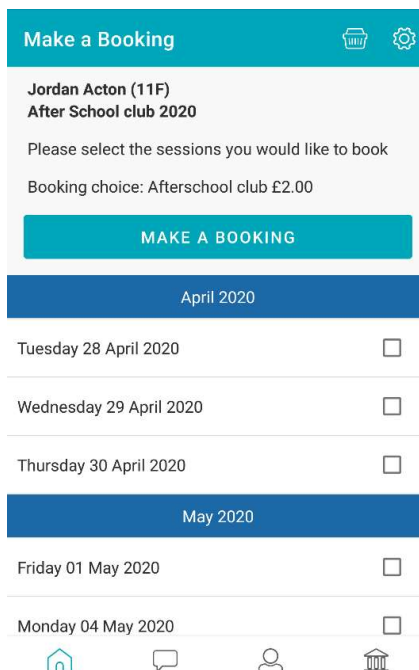 Make a Booking
Jordan Acton (11F)
After School club 2020
Please select the sessions you would like to book
Booking choice: Afterschool club £2.00
MAKE A BOOKING
April 2020
Tuesday 28 April 2020
Wednesday 29 April 2020
Thursday 30 April 2020
May 2020
Friday 01 May 2020
Monday 04 May 2020